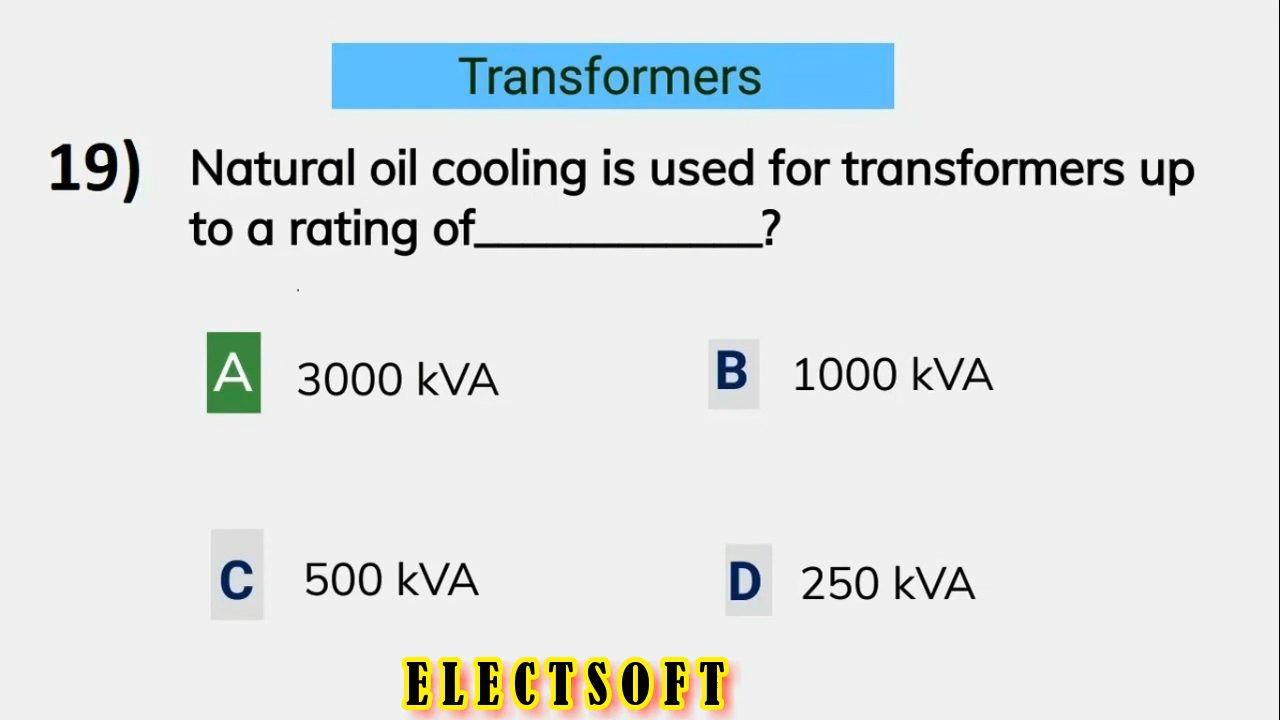 Transformers
19) Natural oil cooling is used for transformers up
to a rating of____________?
A 3000 kVA
B 1000 kVA
C 500 kVA
D 250 kVA
ELECTSOFT